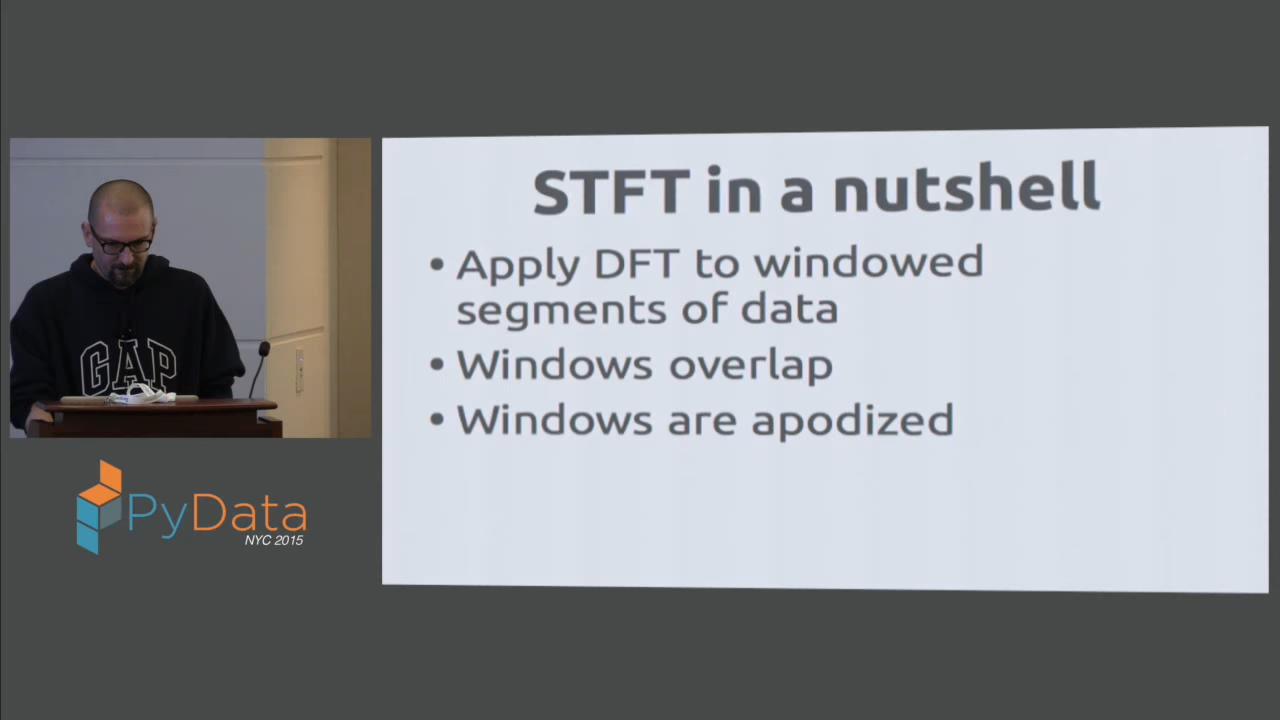 STFT in a nutshell
• Apply DFT to windowed
segments of data
• Windows overlap
• Windows are apodized
GAP
PyData
NYC 2015